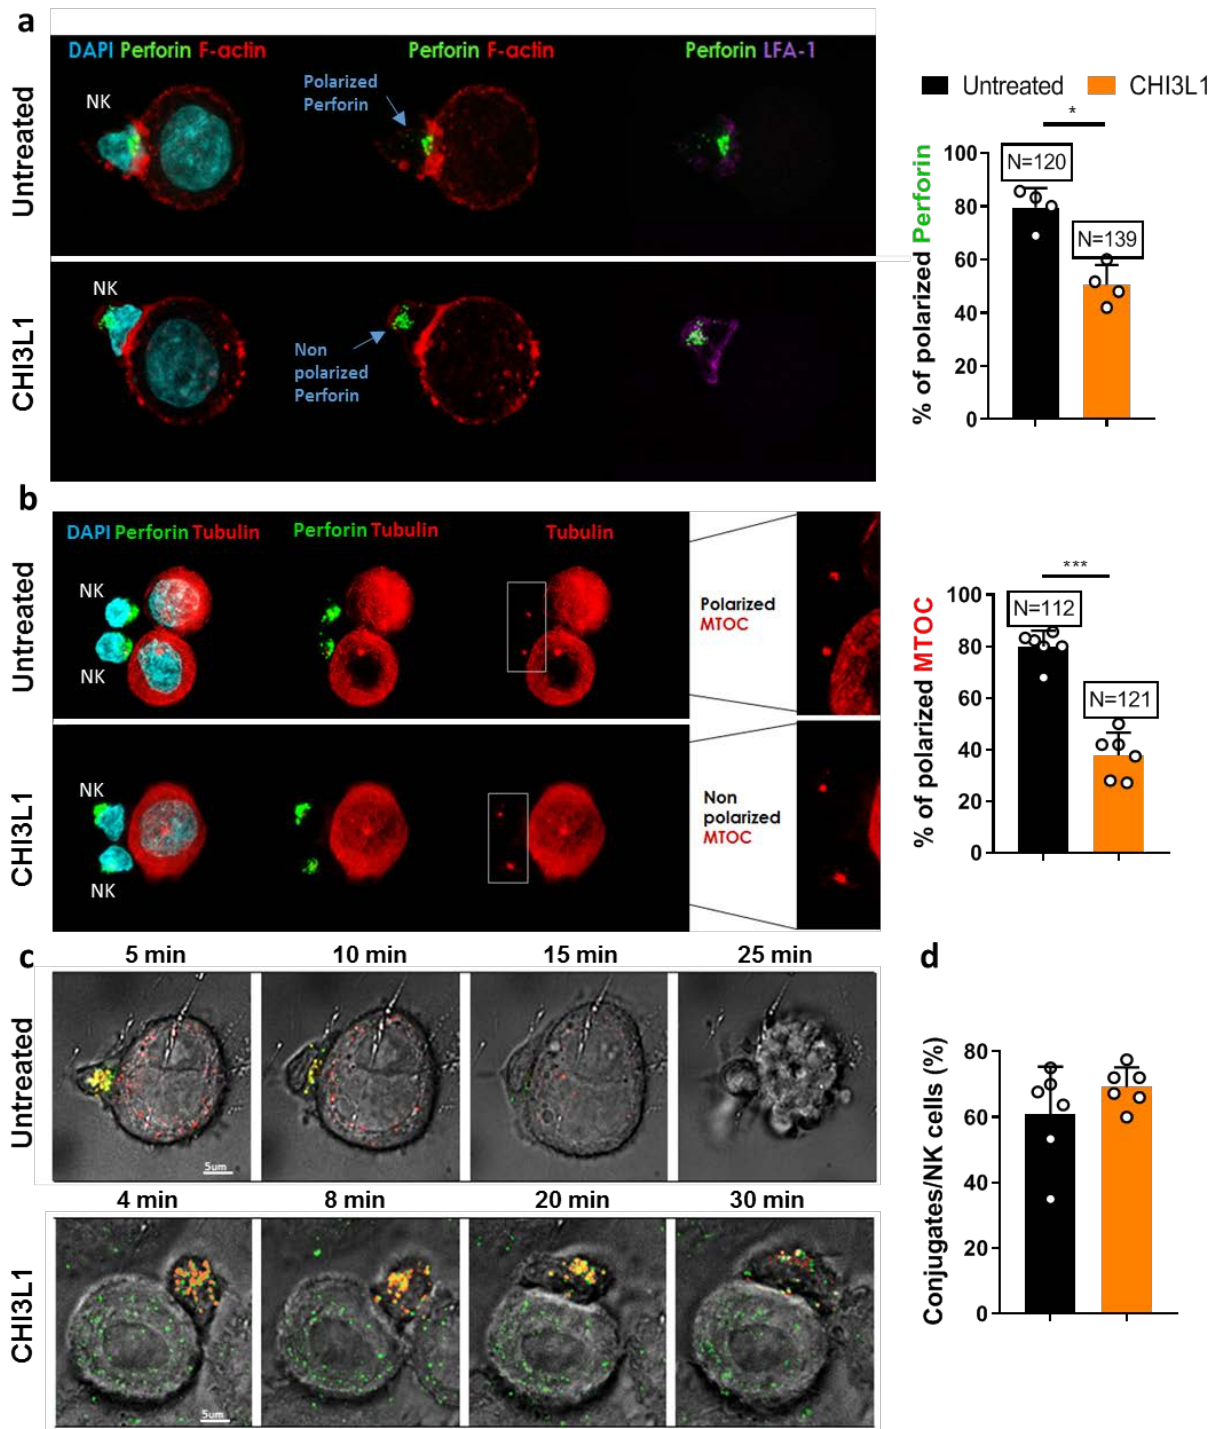 a
DAPI Perforin F-actin
Perforin F-actin
Perforin LFA-1
Untreated
NK
Polarized
Perforin
CHI3L1
NK
Non
polarized
Perforin
Untreated CHI3L1
*
% of polarized Perforin
100
80
60
40
20
0
N=120
N=139
b
DAPI Perforin Tubulin
Perforin Tubulin
Tubulin
Untreated
NK
NK
Polarized
MTOC
CHI3L1
NK
NK
Non
polarized
MTOC
***
% of polarized MTOC
100
80
60
40
20
0
N=112
N=121
c
5 min
10 min
15 min
25 min
Untreated
5um
4 min
8 min
20 min
30 min
CHI3L1
5um
d
Conjugates/NK cells (%)
80
60
40
20
0